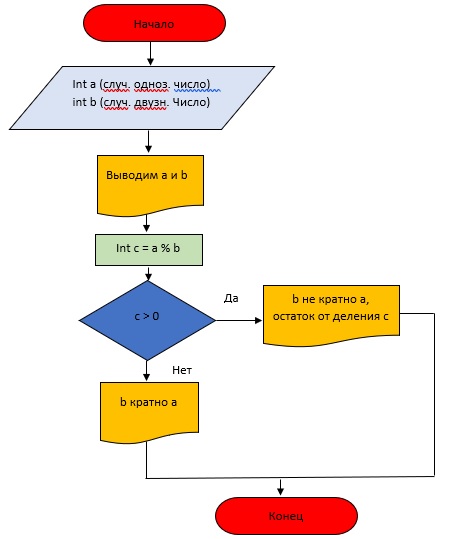 Начало
Int a (случ. одноз. число)
int b (случ. двузн. Число)
Выводим a и b
Int c = a % b
c > 0
Да
b не кратно a,
остаток от деления c
Нет
b кратно a
Конец